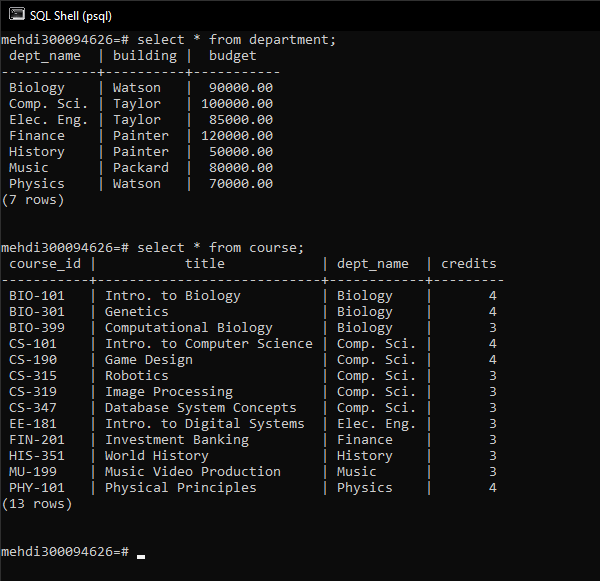 SQL Shell (psql)
mehdi300094626=# select * from department;
 dept_name  | building |  budget
------------+----------+-----------
 Biology    | Watson   |  90000.00
 Comp. Sci. | Taylor   | 100000.00
 Elec. Eng. | Taylor   |  85000.00
 Finance    | Painter  | 120000.00
 History    | Painter  |  50000.00
 Music      | Packard  |  80000.00
 Physics    | Watson   |  70000.00
(7 rows)
mehdi300094626=# select * from course;
 course_id |           title            | dept_name  | credits
-----------+----------------------------+------------+---------
 BIO-101   | Intro. to Biology          | Biology    |     4
 BIO-301   | Genetics                   | Biology    |     4
 BIO-399   | Computational Biology      | Biology    |     3
 CS-101    | Intro. to Computer Science | Comp. Sci. |     4
 CS-190    | Game Design                | Comp. Sci. |     4
 CS-315    | Robotics                   | Comp. Sci. |     3
 CS-319    | Image Processing           | Comp. Sci. |     3
 CS-347    | Database System Concepts   | Comp. Sci. |     3
 EE-181    | Intro. to Digital Systems  | Elec. Eng. |     3
 FIN-201   | Investment Banking         | Finance    |     3
 HIS-351   | World History              | History    |     3
 MU-199    | Music Video Production     | Music      |     3
 PHY-101   | Physical Principles        | Physics    |     4
(13 rows)
mehdi300094626=#